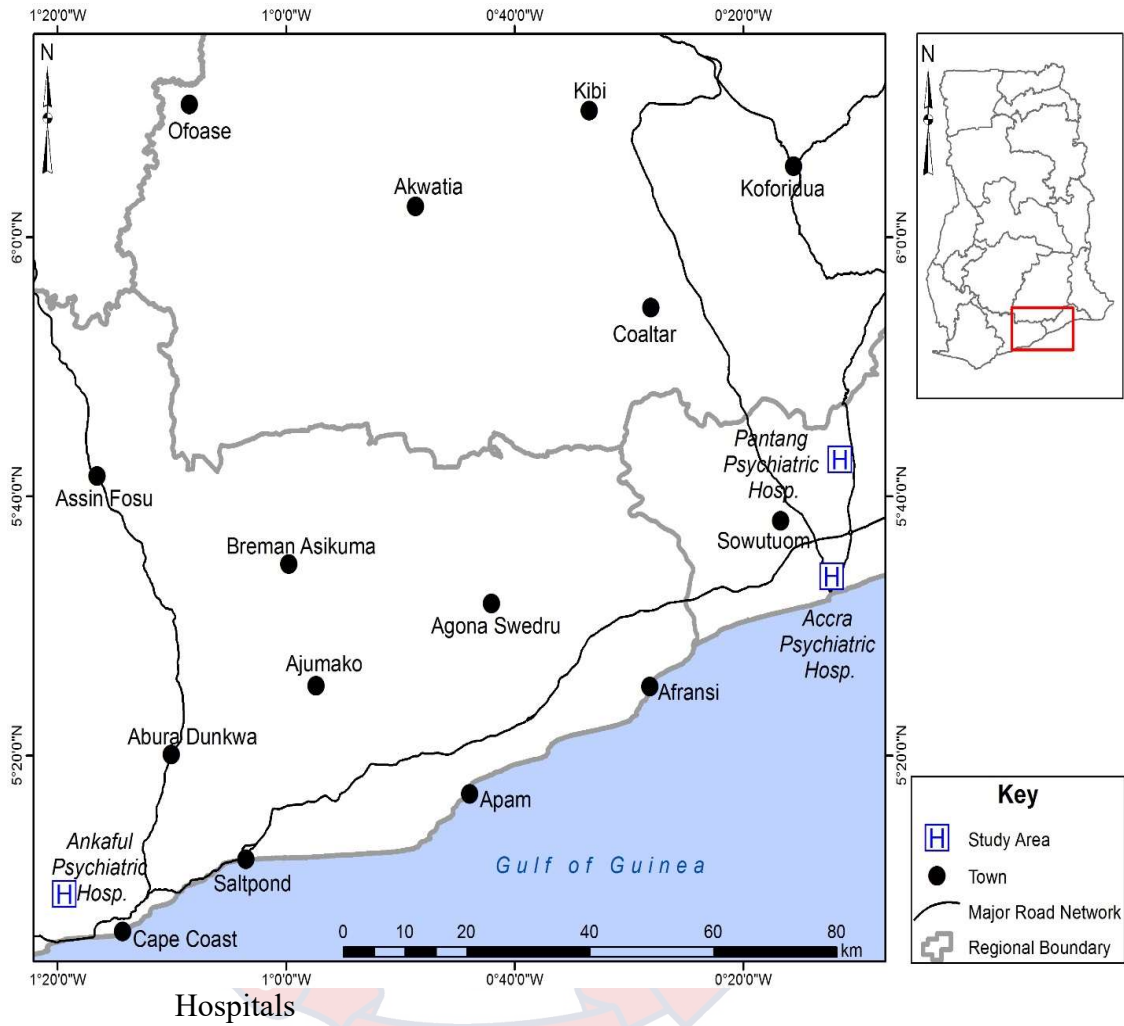 1°20'0"W
1°0'0"W
0°40'0"W
0°20'0"W
N
Ofoase
Kibi
Akwatia
Koforidua
6°0'0"N
6°0'0"N
Coaltar
Pantang
Psychiatric
Hosp.
H
5°40'0"N
5°40'0"N
Assin Fosu
Sowutuom
Breman Asikuma
H
Agona Swedru
Accra
Psychiatric
Hosp.
Ajumako
Afransi
Abura Dunkwa
5°20'0"N
5°20'0"N
Apam
Ankaful
Psychiatric
Hosp.
H
Saltpond
Gulf of Guinea
Cape Coast
0 10 20 40 60 80
km
1°20'0"W
1°0'0"W
0°40'0"W
0°20'0"W
N
Key
H Study Area
Town
Major Road Network
Regional Boundary
Hospitals